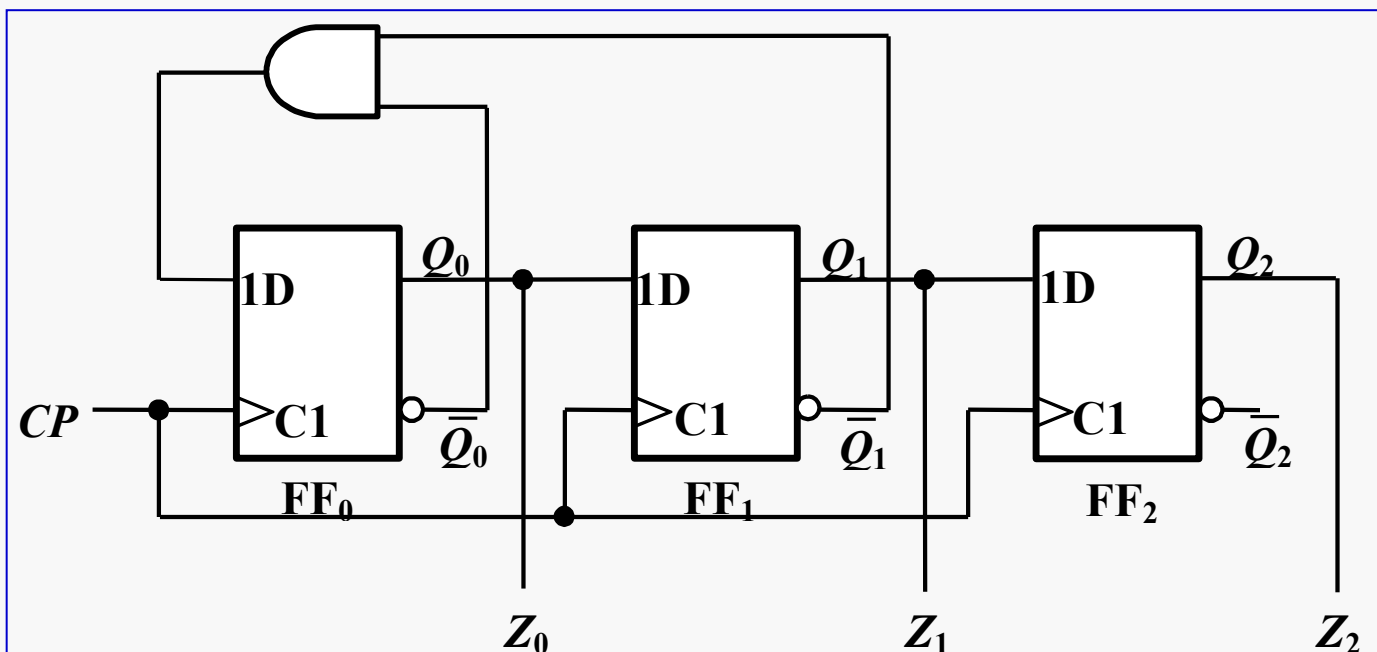 Q₀ Q₁ Q₂
1D 1D 1D
CP C1 C1 C1
Q̅₀ Q̅₁ Q̅₂
FF₀ FF₁ FF₂
Z₀ Z₁ Z₂